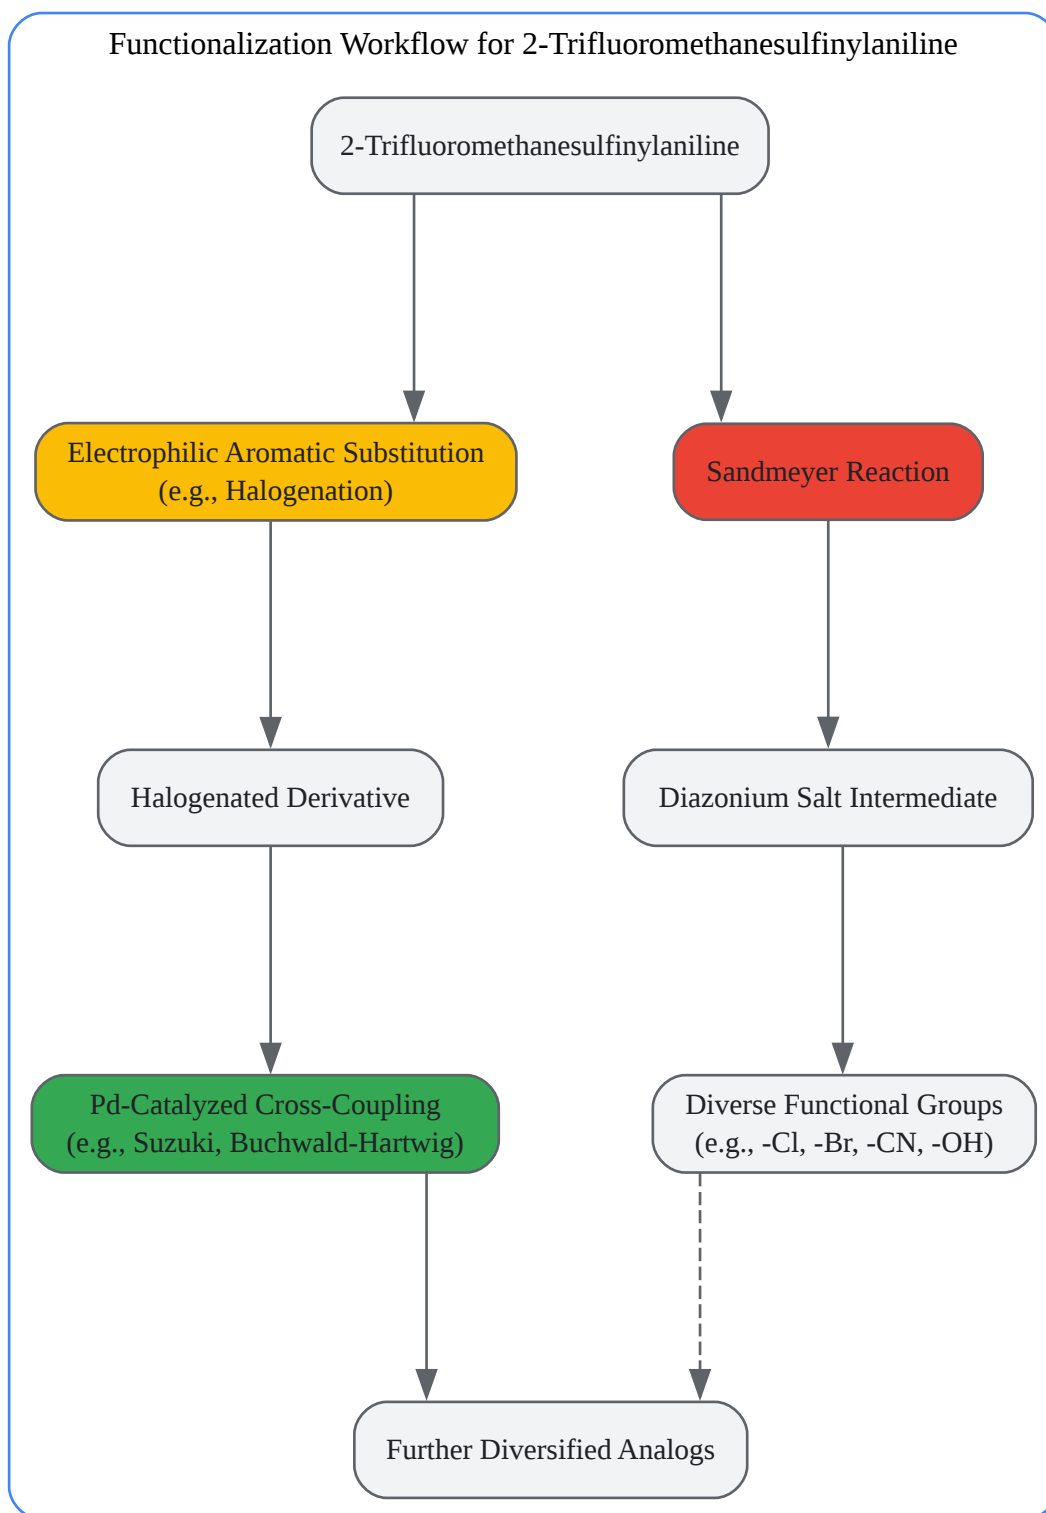 Functionalization Workflow for 2-Trifluoromethanesulfinylaniline
2-Trifluoromethanesulfinylaniline
Electrophilic Aromatic Substitution
(e.g., Halogenation)
Sandmeyer Reaction
Halogenated Derivative
Diazonium Salt Intermediate
Pd-Catalyzed Cross-Coupling
(e.g., Suzuki, Buchwald-Hartwig)
Diverse Functional Groups
(e.g., -Cl, -Br, -CN, -OH)
Further Diversified Analogs